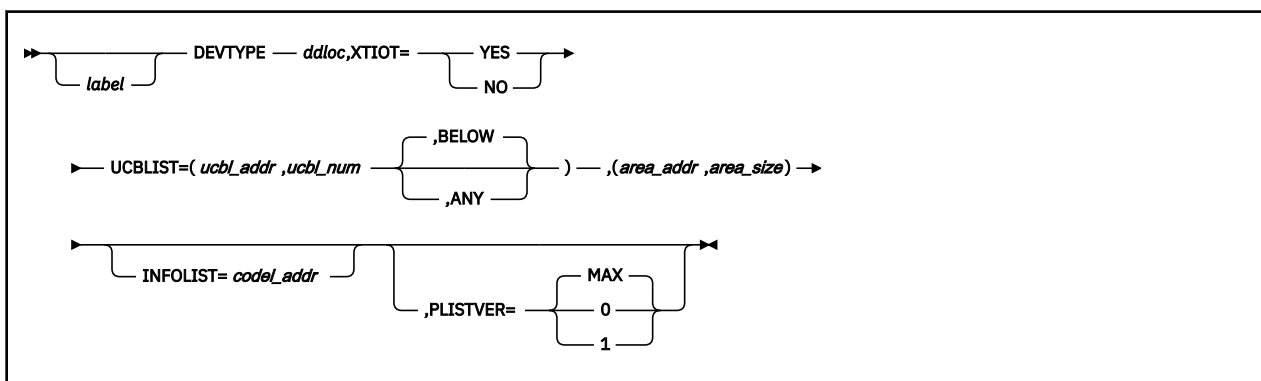 DEVTYPE ddloc,XTIOT= YES
label NO
,BELOW
UCBLIST=( ucbl_addr ,ucbl_num ) ,(area_addr ,area_size)
,ANY
INFOLIST= codel_addr MAX
,PLISTVER= 0
1